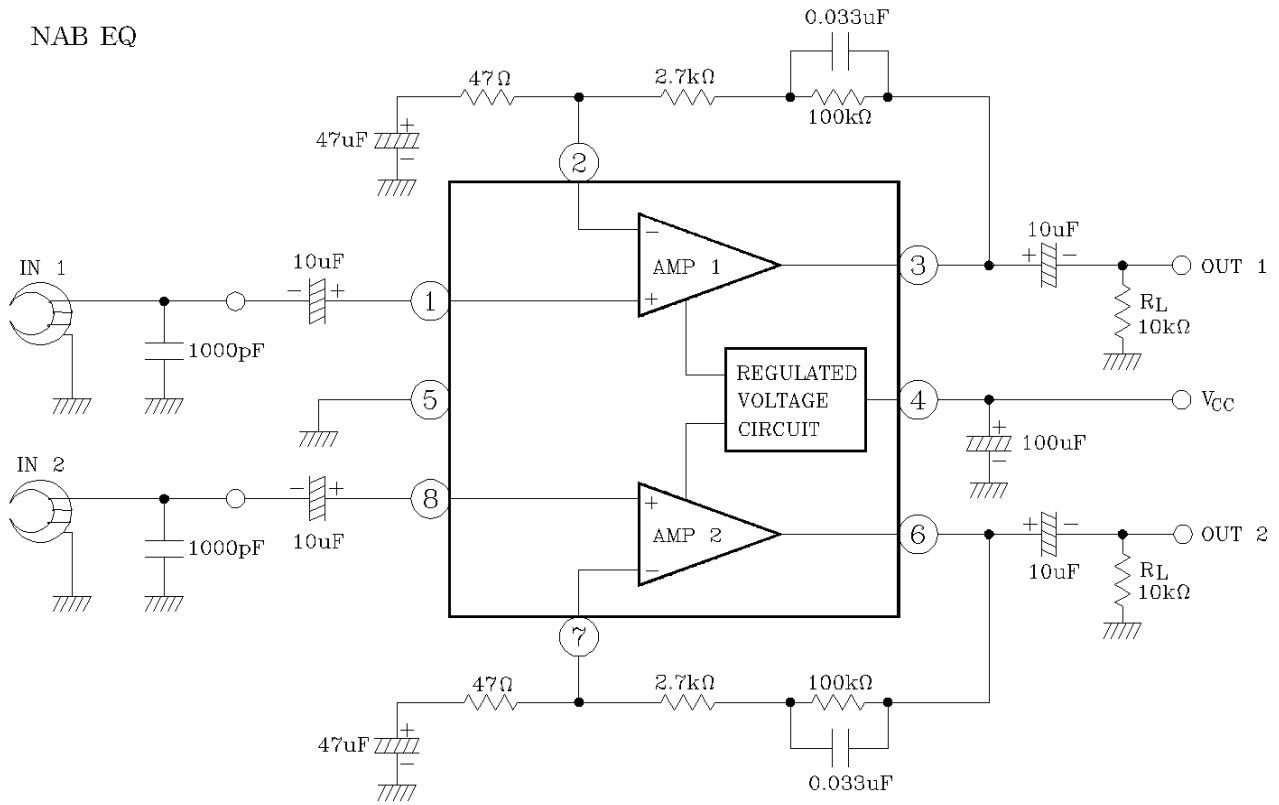 NAB EQ
0.033uF
47Ω
2.7kΩ
100kΩ
47uF
+
−
2
IN 1
10uF
− +
1
1000pF
−
AMP 1
+
3
10uF
+ −
OUT 1
RL
10kΩ
5
REGULATED
VOLTAGE
CIRCUIT
4
VCC
+
100uF
−
IN 2
− +
10uF
8
1000pF
+
AMP 2
−
6
+ −
10uF
OUT 2
RL
10kΩ
7
47Ω
2.7kΩ
100kΩ
47uF
+
−
0.033uF